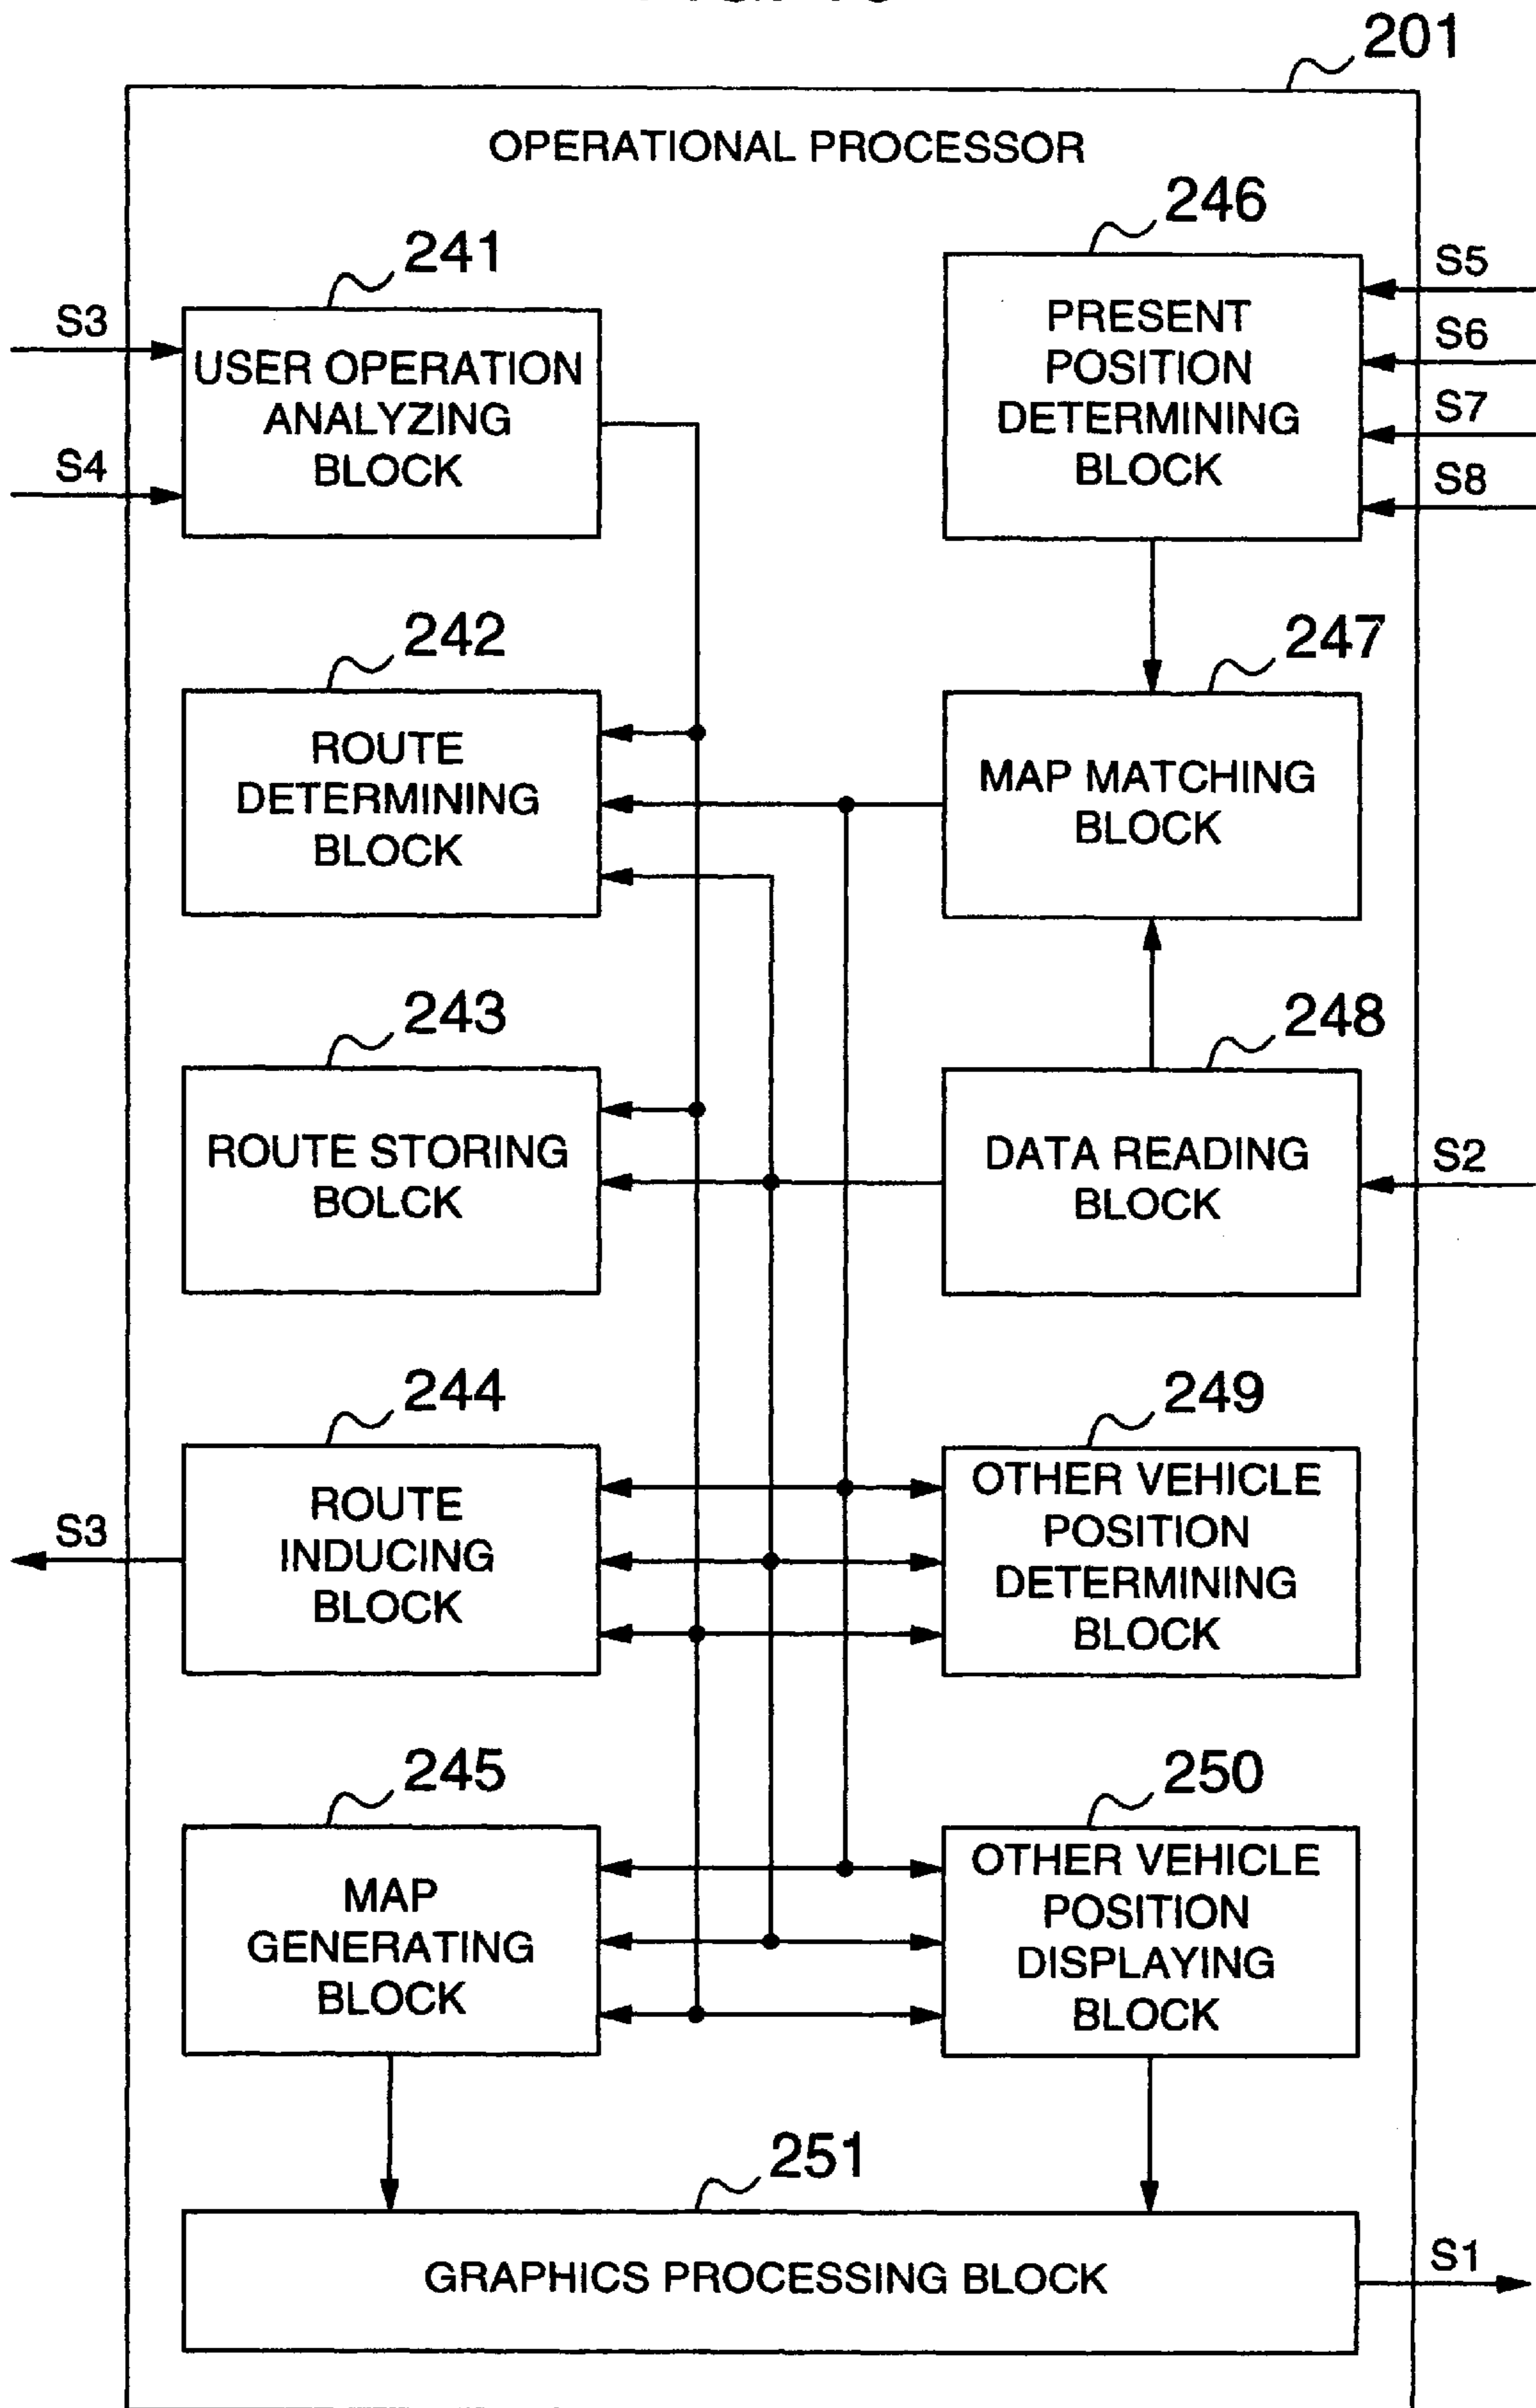 201
OPERATIONAL PROCESSOR
246
241
S5
S3
PRESENT
POSITION
DETERMINING
BLOCK
S6
USER OPERATION
ANALYZING
BLOCK
S7
S4
S8
242
247
ROUTE
DETERMINING
BLOCK
MAP MATCHING
BLOCK
243
248
ROUTE STORING
BOLCK
DATA READING
BLOCK
S2
244
249
S3
ROUTE
INDUCING
BLOCK
OTHER VEHICLE
POSITION
DETERMINING
BLOCK
245
250
MAP
GENERATING
BLOCK
OTHER VEHICLE
POSITION
DISPLAYING
BLOCK
251
GRAPHICS PROCESSING BLOCK
S1